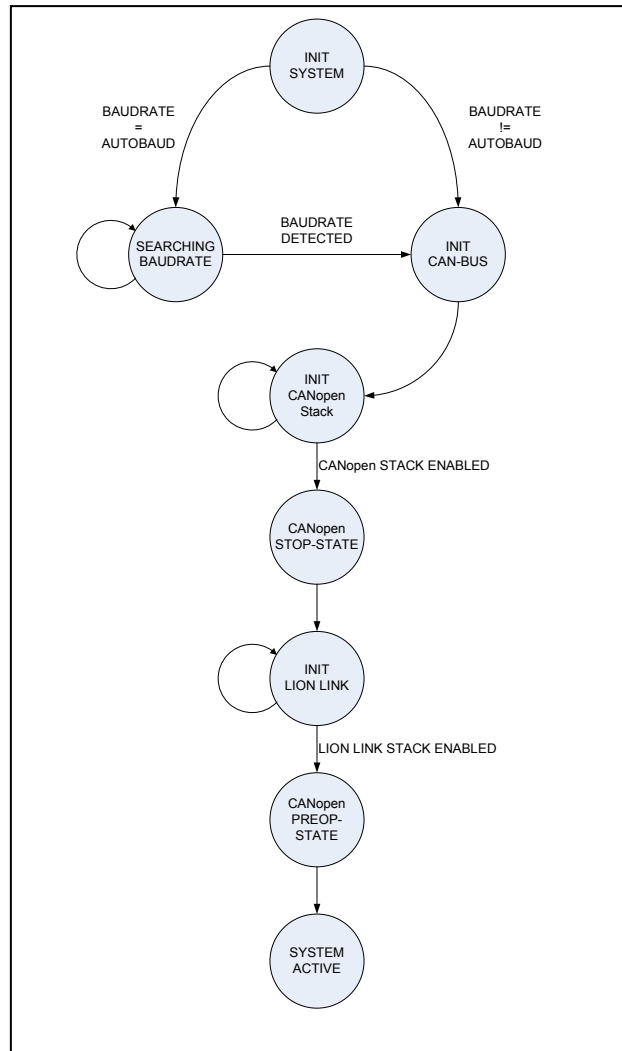 INIT
SYSTEM
BAUDRATE
=
AUTOBAUD
BAUDRATE
!=
AUTOBAUD
SEARCHING
BAUDRATE
BAUDRATE
DETECTED
INIT
CAN-BUS
INIT
CANopen
Stack
CANopen STACK ENABLED
CANopen
STOP-STATE
INIT
LION LINK
LION LINK STACK ENABLED
CANopen
PREOP-
STATE
SYSTEM
ACTIVE